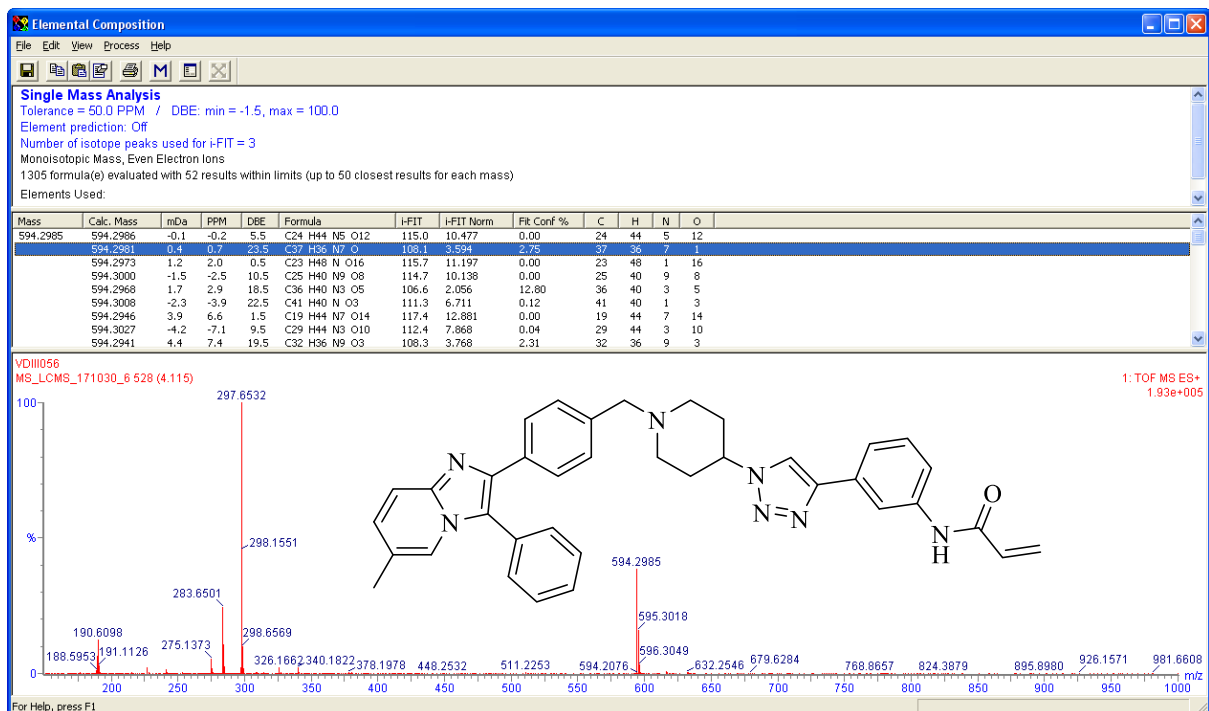 Elemental Composition
File Edit View Process Help
M
Single Mass Analysis
Tolerance = 50.0 PPM / DBE: min = -1.5, max = 100.0
Element prediction: Off
Number of isotope peaks used for i-FIT = 3
Monoisotopic Mass, Even Electron Ions
1305 formula(e) evaluated with 52 results within limits (up to 50 closest results for each mass)
Elements Used:
Mass Calc. Mass mDa PPM DBE Formula i-FIT i-FIT Norm Fit Conf % C H N O
594.2985 594.2986 -0.1 -0.2 5.5 C24 H44 N5 O12 115.0 10.477 0.00 24 44 5 12
594.2981 0.4 0.7 23.5 C37 H36 N7 O 108.1 3.594 2.75 37 36 7 1
594.2973 1.2 2.0 0.5 C23 H48 N O16 115.7 11.197 0.00 23 48 1 16
594.3000 -1.5 -2.5 10.5 C25 H40 N9 O8 114.7 10.138 0.00 25 40 9 8
594.2968 1.7 2.9 18.5 C36 H40 N3 O5 106.6 2.056 12.80 36 40 3 5
594.3008 -2.3 -3.9 22.5 C41 H40 N O3 111.3 6.711 0.12 41 40 1 3
594.2946 3.9 6.6 1.5 C19 H44 N7 O14 117.4 12.881 0.00 19 44 7 14
594.3027 -4.2 -7.1 9.5 C29 H44 N3 O10 112.4 7.868 0.04 29 44 3 10
594.2941 4.4 7.4 19.5 C32 H36 N9 O3 108.3 3.768 2.31 32 36 9 3
VDIII056
MS_LCMS_171030_6 528 (4.115)
1: TOF MS ES+
1.93e+005
100
297.6532
N
N
N
N
N
N=N
O
N
H
%
298.1551
594.2985
283.6501
595.3018
190.6098
298.6569
275.1373
596.3049
188.5953 191.1126 326.1662 340.1822 378.1978 448.2532 511.2253 594.2076 632.2546 679.6284 768.8657 824.3879 895.8980 926.1571 981.6608
0
m/z
200 250 300 350 400 450 500 550 600 650 700 750 800 850 900 950 1000
For Help, press F1